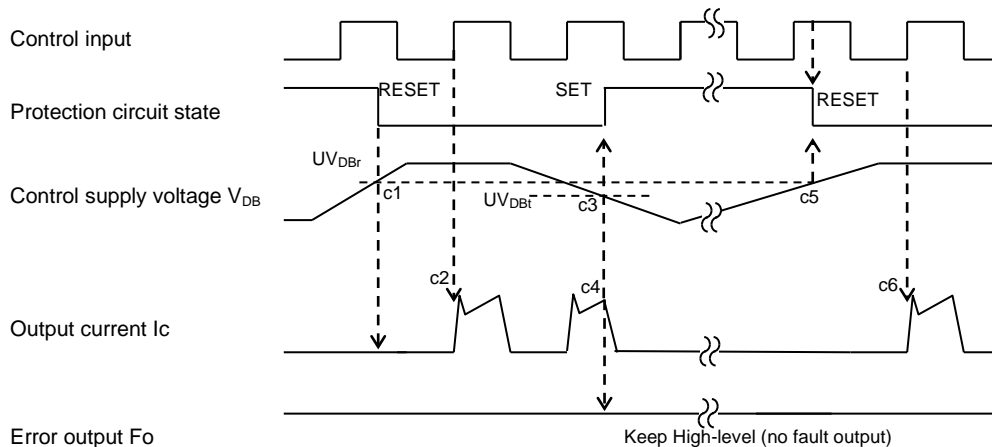 Control input
RESET
SET
RESET
Protection circuit state
UVDBr
c1
Control supply voltage VDB
UVDBt
c3
c5
c2
c4
c6
Output current Ic
Error output Fo
Keep High-level (no fault output)